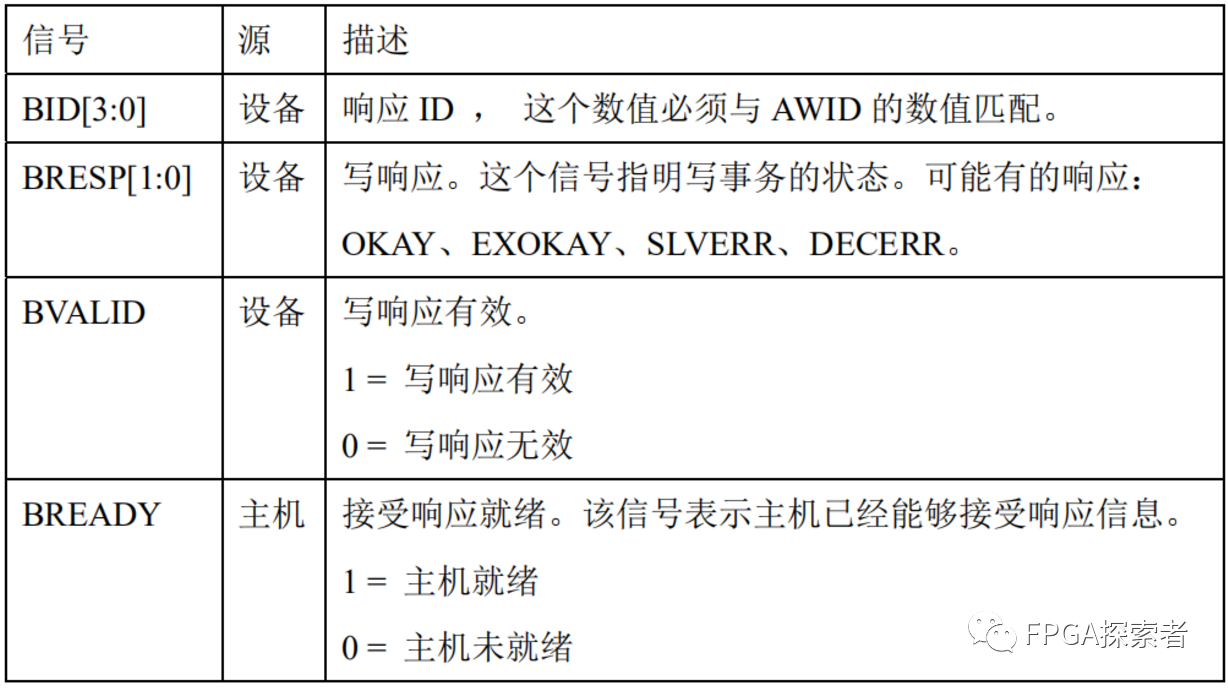 信号 源 描述
BID[3:0] 设备 响应 ID ， 这个数值必须与 AWID 的数值匹配。
BRESP[1:0] 设备 写响应。这个信号指明写事务的状态。可能有的响应：
OKAY、EXOKAY、SLVERR、DECERR。
BVALID 设备 写响应有效。
1 = 写响应有效
0 = 写响应无效
BREADY 主机 接受响应就绪。该信号表示主机已经能够接受响应信息。
1 = 主机就绪
0 = 主机未就绪
FPGA探索者